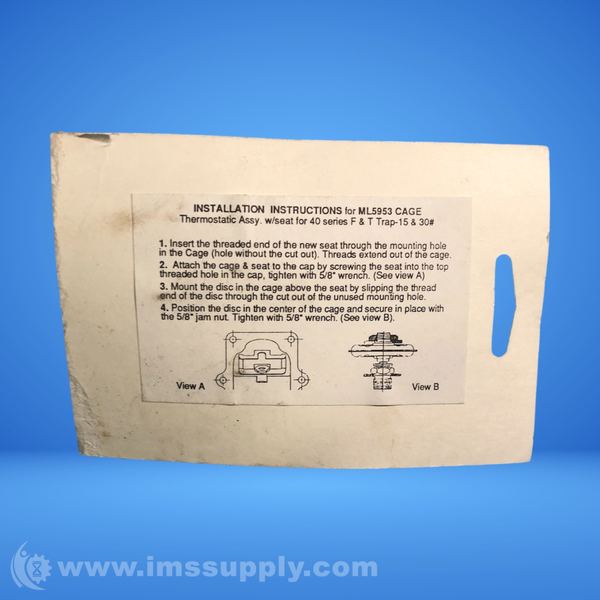 INSTALLATION INSTRUCTIONS for ML5953 CAGE
Thermostatic Assy. w/seat for 40 series F & T Trap-15 & 30#
1. Insert the threaded end of the new seat through the mounting hole
in the Cage (hole without the cut out). Threads extend out of the cage.
2. Attach the cage & seat to the cap by screwing the seat into the top
threaded hole in the cap, tighten with 5/8" wrench. (See view A)
3. Mount the disc in the cage above the seat by slipping the thread
end of the disc through the cut out of the unused mounting hole.
4. Position the disc in the center of the cage and secure in place with
the 5/8" jam nut. Tighten with 5/8" wrench. (See view B).
View A
View B
www.imssupply.com